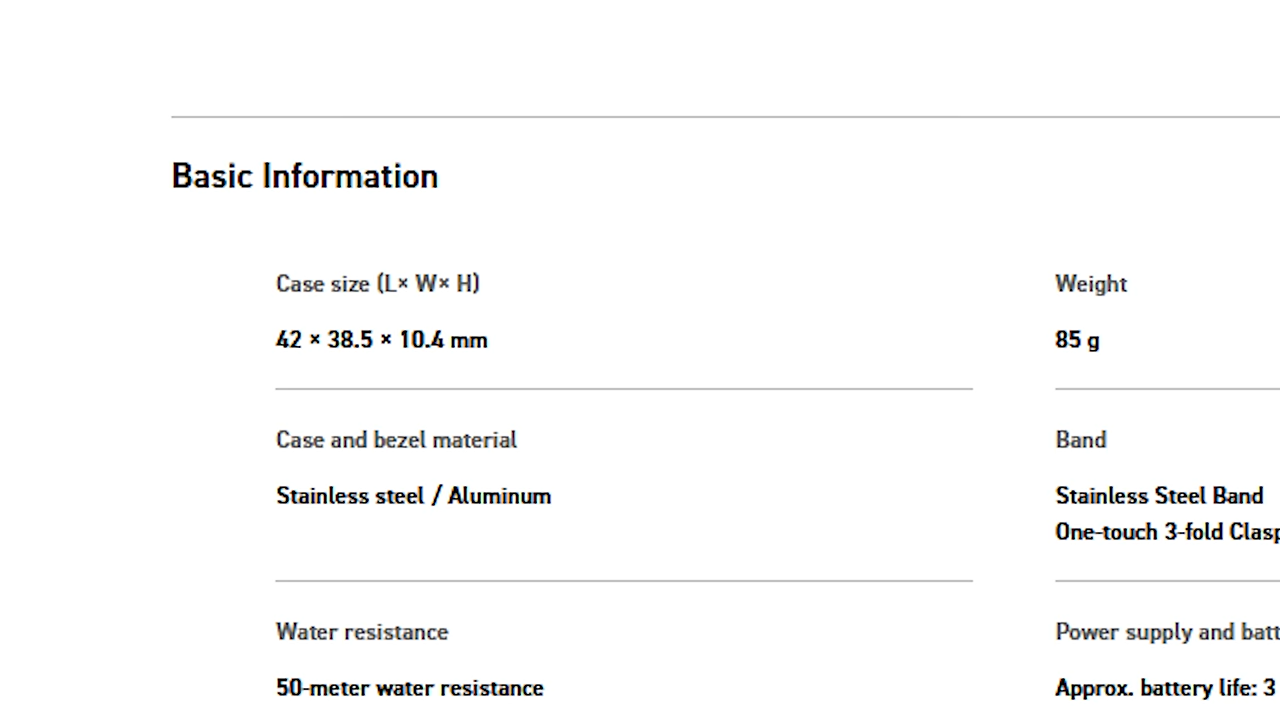 Basic Information
Case size (L× W× H)
42 × 38.5 × 10.4 mm
Weight
85 g
Case and bezel material
Stainless steel / Aluminum
Band
Stainless Steel Band
One-touch 3-fold Clasp
Water resistance
50-meter water resistance
Power supply and
Approx. battery life: 3